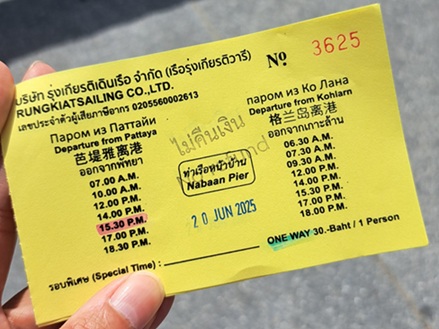 บริษัท รุ่งเกียรติเดินเรือ จำกัด (เรือรุ่งเกียรติวารี)
RUNGKIATSAILING CO.,LTD.
เลขประจำตัวผู้เสียภาษีอากร 0205560002613
Nº 3625
Паром из Паттайи
Departure from Pattaya
芭堤雅离港
ออกจากพัทยา
07.00 A.M.
10.00 A.M.
12.00 P.M.
14.00 P.M.
15.30 P.M.
17.00 P.M.
18.30 P.M.
ไม่คืนเงิน
No Refund
ท่าเรือหน้าบ้าน
Nabaan Pier
20 JUN 2025
Паром из Ко Лана
Departure from Kohlarn
格兰岛离港
ออกจากเกาะล้าน
06.30 A.M.
07.30 A.M.
09.30 A.M.
12.00 P.M.
14.00 P.M.
15.30 P.M.
17.00 P.M.
18.00 P.M.
รอบพิเศษ (Special Time) :
ONE WAY 30.-Baht / 1 Person